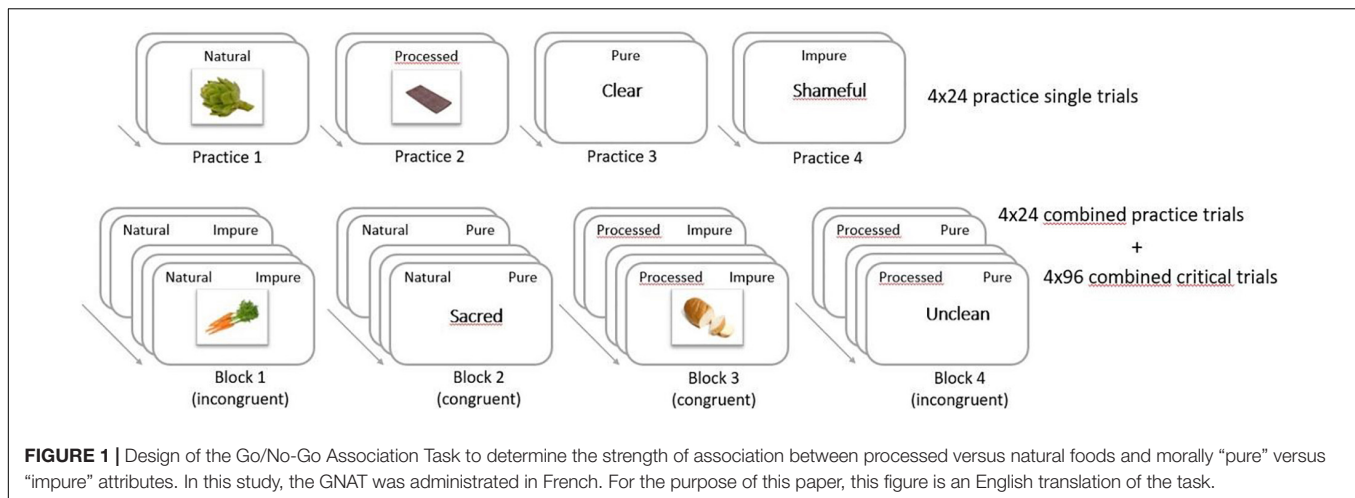 Natural
Processed
Pure
Clear
Impure
Shameful
4x24 practice single trials
Practice 1
Practice 2
Practice 3
Practice 4
Natural Impure
Natural Impure
Natural Pure
Natural Pure
Sacred
Processed Impure
Processed Impure
Processed Pure
Processed Pure
Unclean
4x24 combined practice trials
+
4x96 combined critical trials
Block 1
(incongruent)
Block 2
(congruent)
Block 3
(congruent)
Block 4
(incongruent)
FIGURE 1 | Design of the Go/No-Go Association Task to determine the strength of association between processed versus natural foods and morally “pure” versus
“impure” attributes. In this study, the GNAT was administrated in French. For the purpose of this paper, this figure is an English translation of the task.